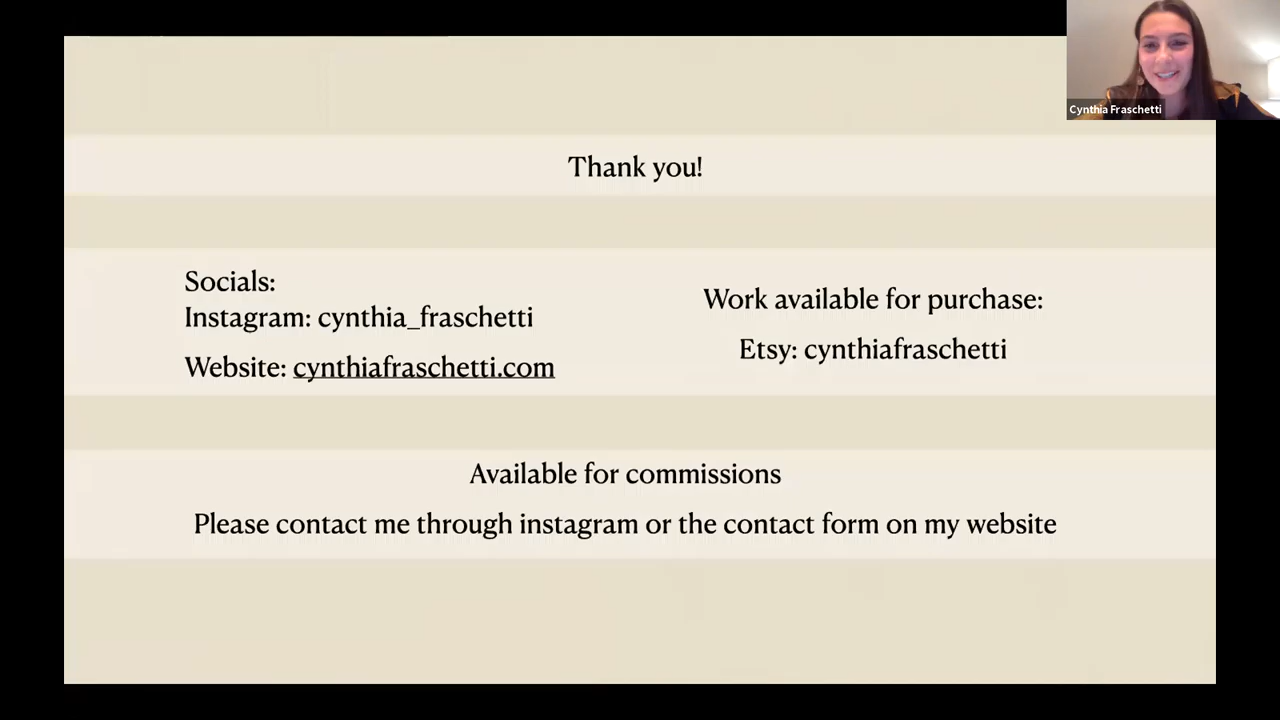 Cynthia Fraschetti
Thank you!
Socials:
Instagram: cynthia_fraschetti
Website: cynthiafraschetti.com
Work available for purchase:
Etsy: cynthiafraschetti
Available for commissions
Please contact me through instagram or the contact form on my website